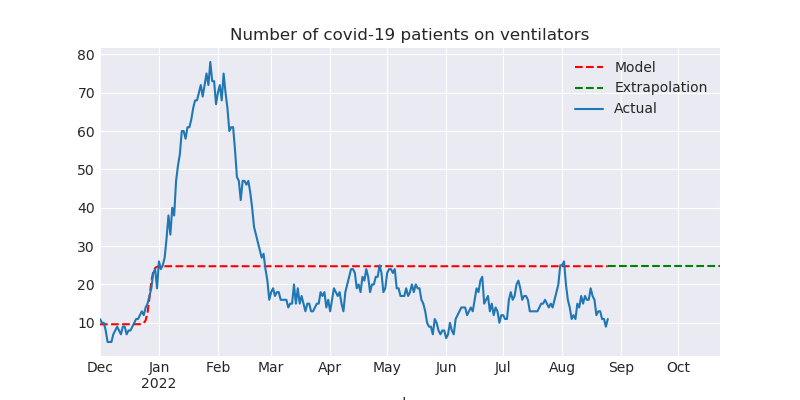 Number of covid-19 patients on ventilators
80
70
60
50
40
30
20
10
Model
Extrapolation
Actual
Dec Jan Feb Mar Apr May Jun Jul Aug Sep Oct
2022